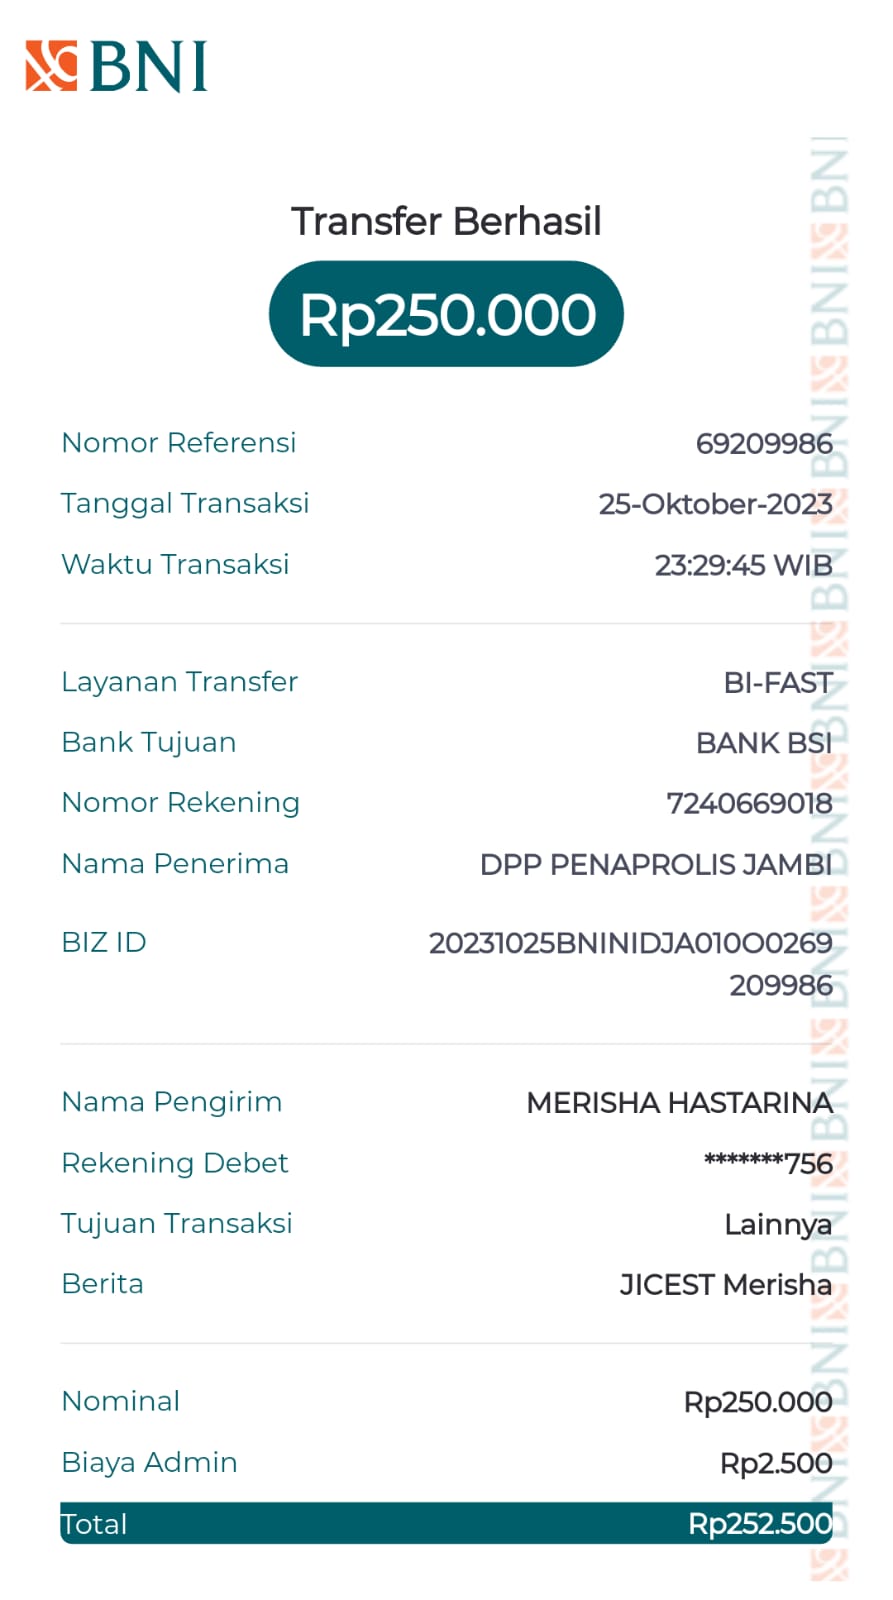 BNI
Transfer Berhasil
Rp250.000
Nomor Referensi 69209986
Tanggal Transaksi 25-Oktober-2023
Waktu Transaksi 23:29:45 WIB
Layanan Transfer BI-FAST
Bank Tujuan BANK BSI
Nomor Rekening 7240669018
Nama Penerima DPP PENAPROLIS JAMBI
BIZ ID 20231025BNINIDJA010O0269
209986
Nama Pengirim MERISHA HASTARINA
Rekening Debet *******756
Tujuan Transaksi Lainnya
Berita JICEST Merisha
Nominal Rp250.000
Biaya Admin Rp2.500
Total Rp252.500
BNI BNI BNI BNI BNI BNI BNI BNI BNI BNI BNI